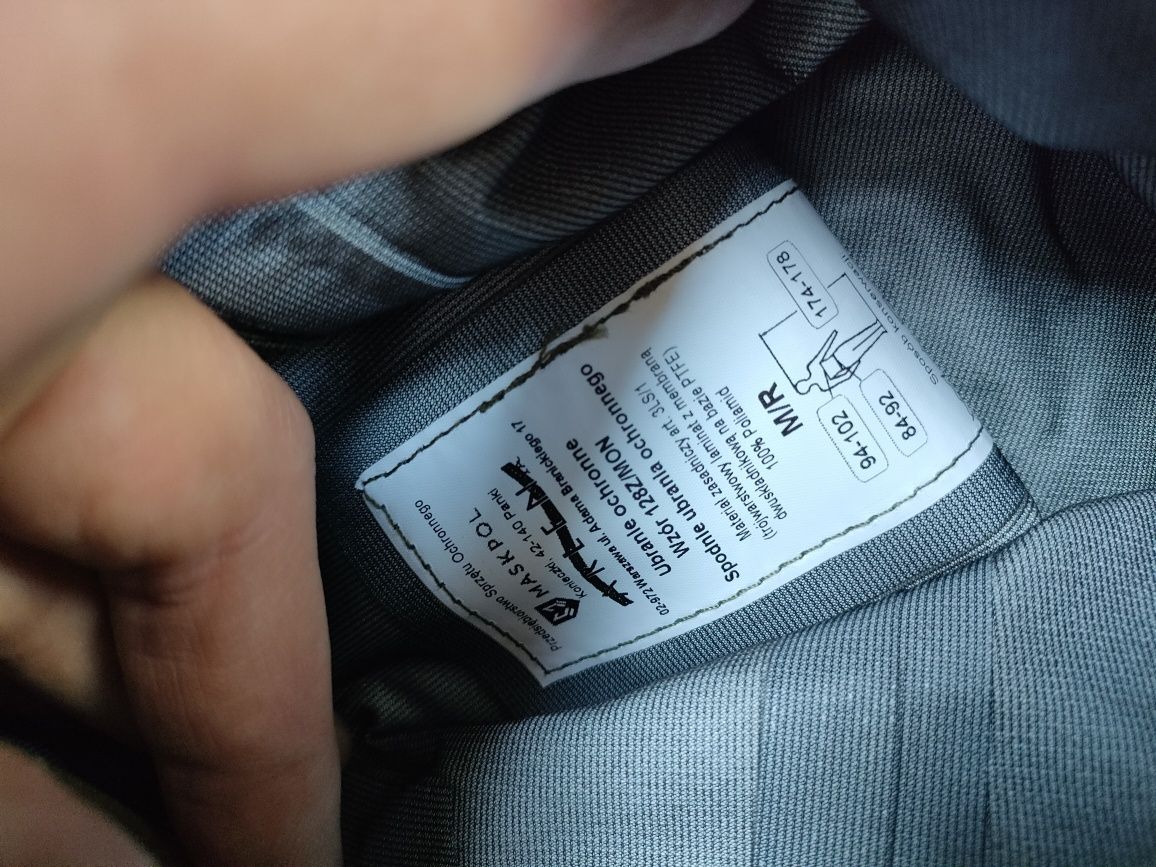 Przedsiębiorstwo Sprzętu Ochronnego
MASKPOL
Konieczki, 42-140 Panki
ARLEN
02-972 Warszawa ul. Adama Branickiego 17
Ubranie ochronne
Wzór 128Z/MON
Spodnie ubrania ochronnego
Materiał zasadniczy art. 3LS/1
(trójwarstwowy laminat z membraną
dwuskładnikową na bazie PTFE)
100% Poliamid
M/R
174-178
94-102
84-92
Sposób konserwacji